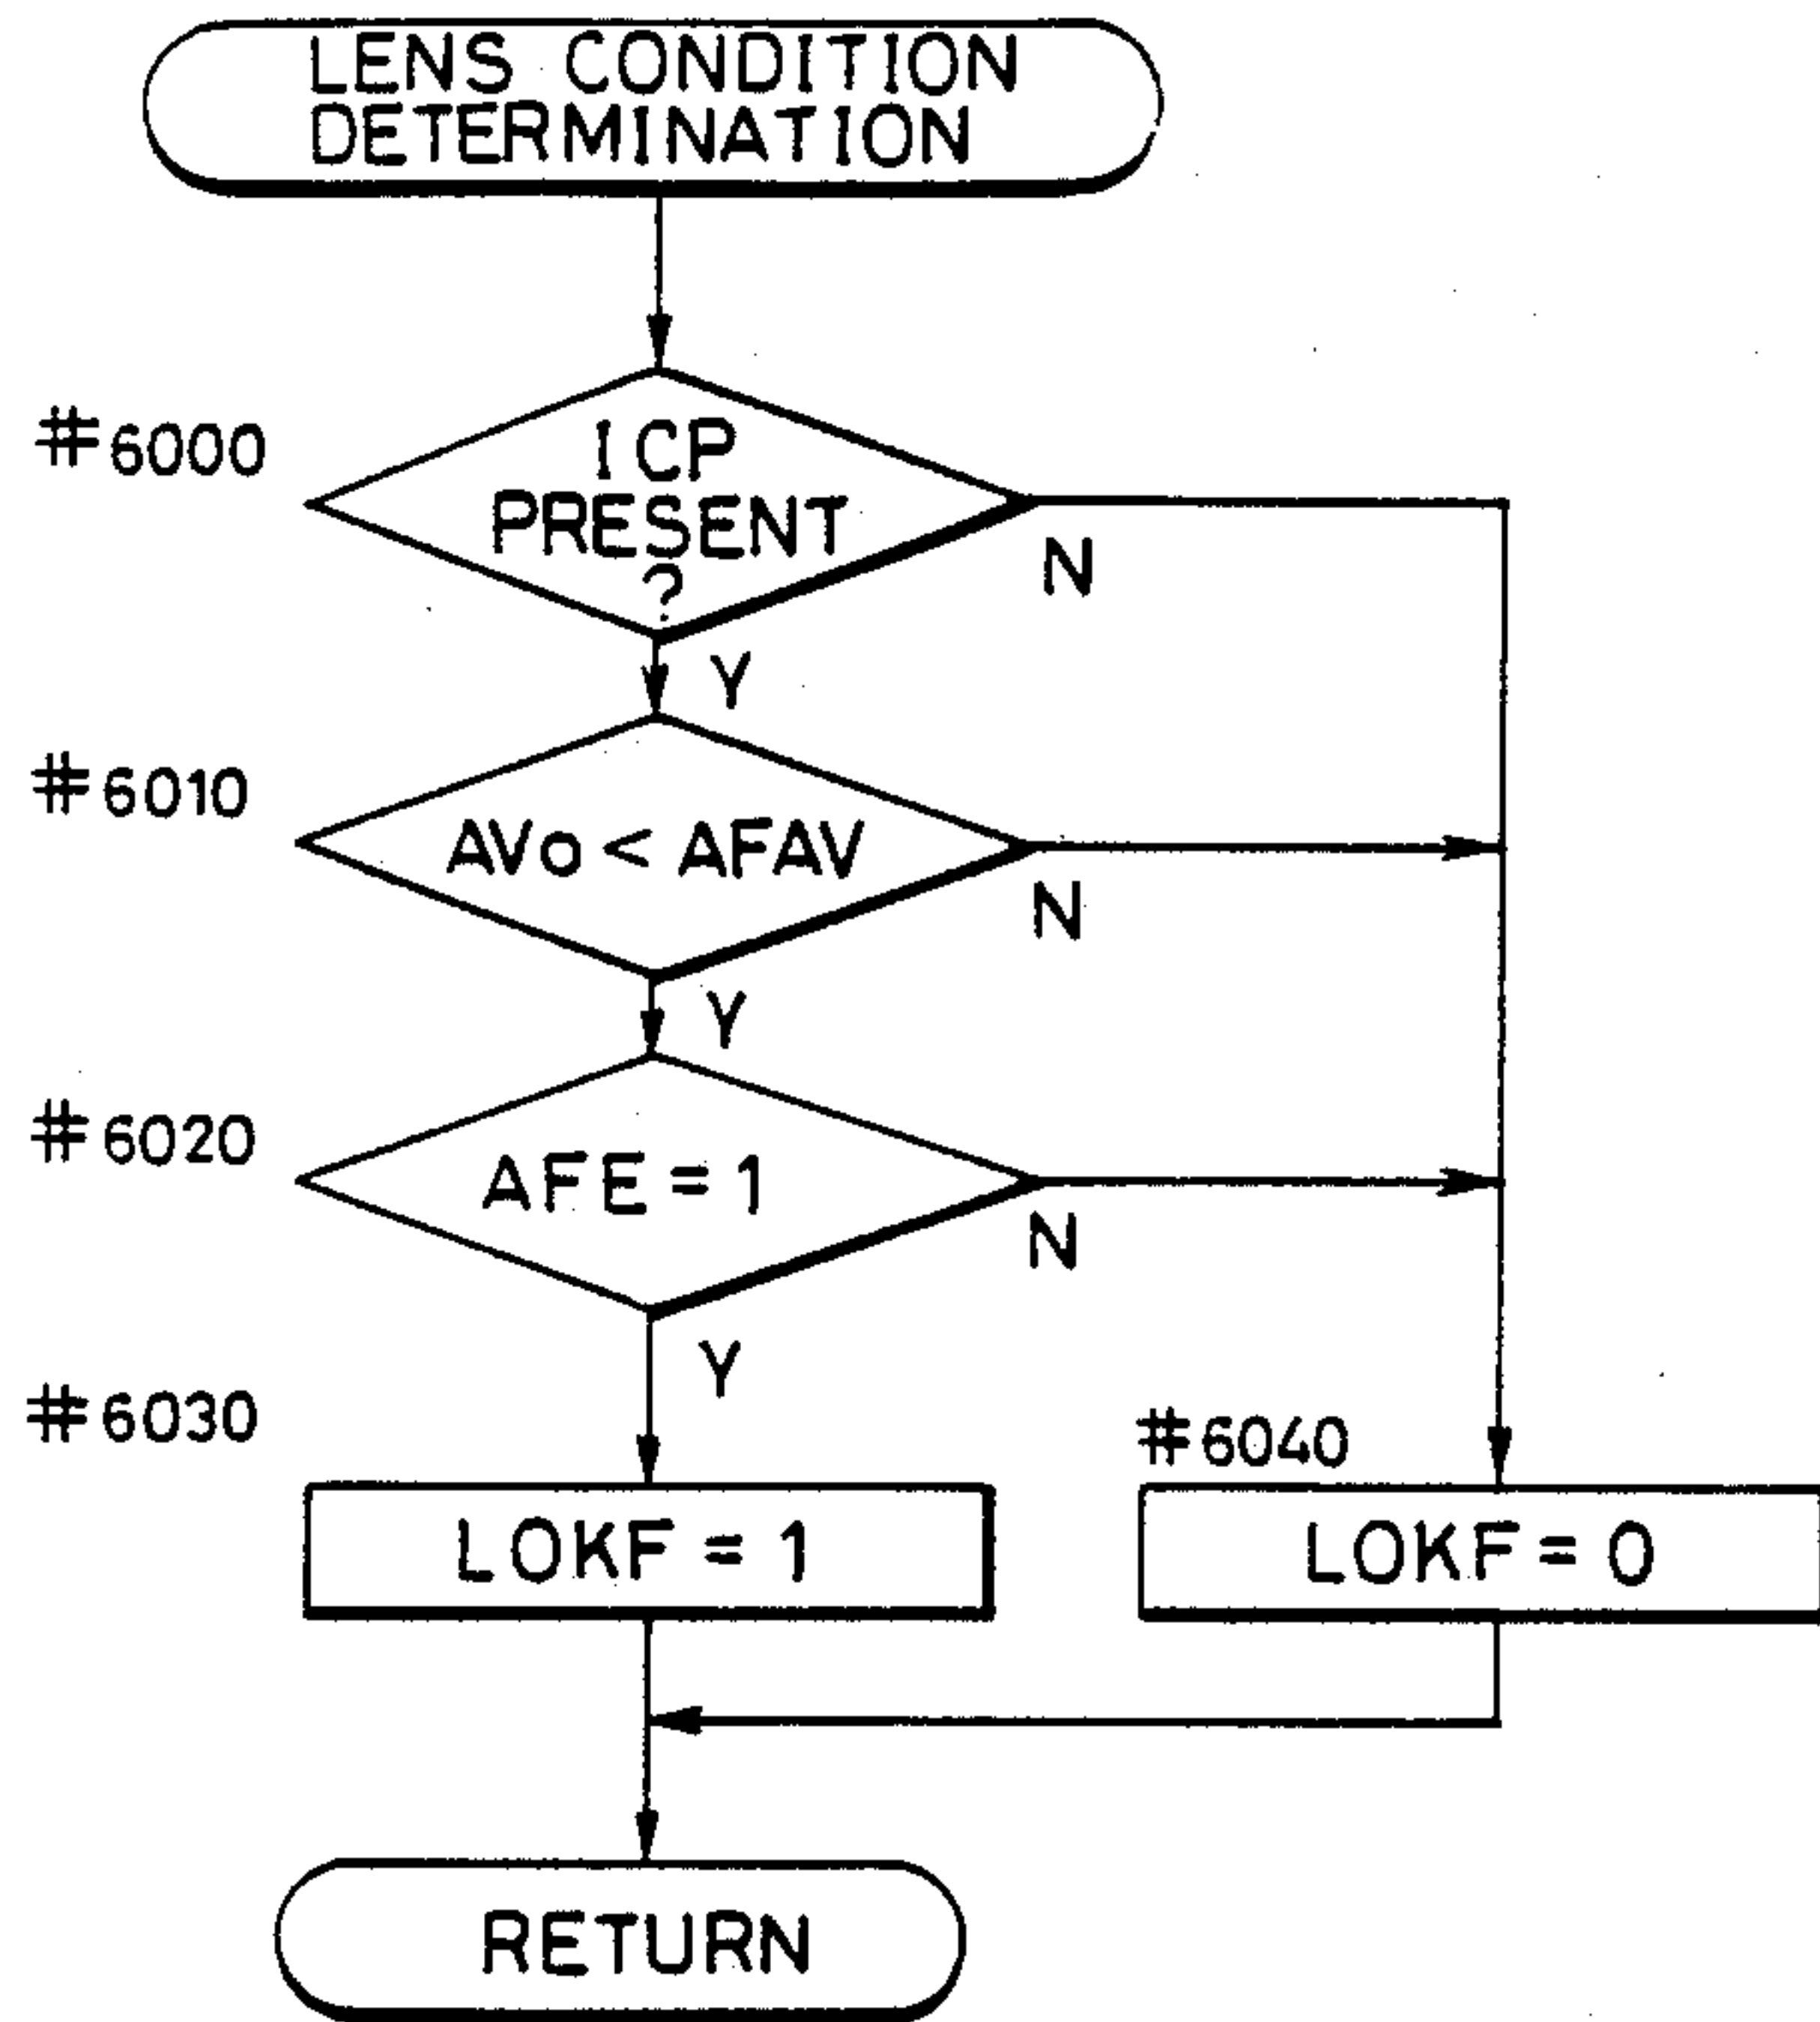 LENS CONDITION
DETERMINATION
#6000
ICP
PRESENT
?
N
Y
#6010
AVo < AFAV
N
Y
#6020
AFE = 1
N
Y
#6030
#6040
LOKF = 1
LOKF = 0
RETURN